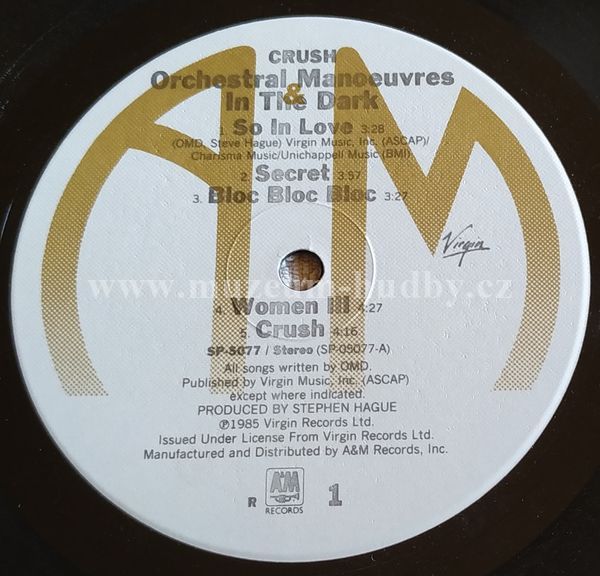 CRUSH
Orchestral Manoeuvres
In The Dark
&
1. So In Love 3:28
(OMD, Steve Hague) Virgin Music, Inc. (ASCAP)/
Charisma Music/Unichappell Music (BMI)
2. Secret 3:57
3. Bloc Bloc Bloc 3:27
Virgin
www.muzeum-hudby.cz
4. Women III 4:27
5. Crush 4:16
SP-5077 / Stereo (SP-05077-A)
All songs written by OMD.
Published by Virgin Music, Inc. (ASCAP)
except where indicated.
PRODUCED BY STEPHEN HAGUE
℗1985 Virgin Records Ltd.
Issued Under License From Virgin Records Ltd.
Manufactured and Distributed by A&M Records, Inc.
R A&M RECORDS 1